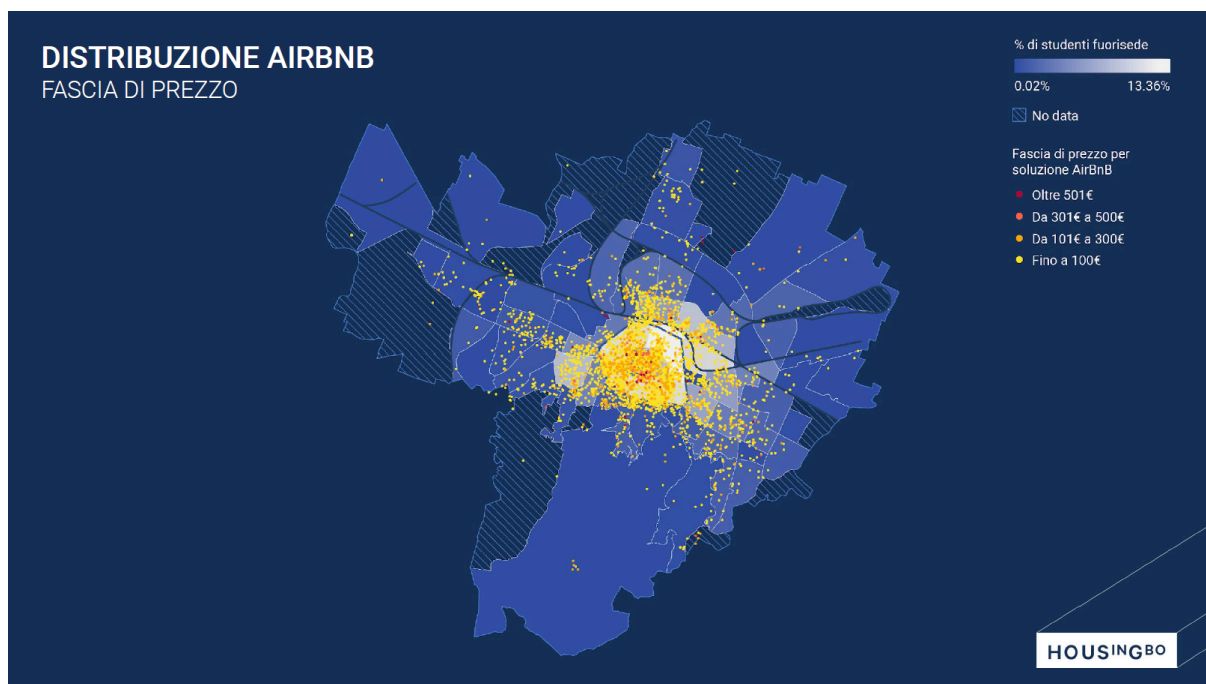 DISTRIBUZIONE AIRBNB
FASCIA DI PREZZO
% di studenti fuorisede
0.02% 13.36%
No data
Fascia di prezzo per
soluzione AirBnB
Oltre 501€
Da 301€ a 500€
Da 101€ a 300€
Fino a 100€
HOUSINGBO